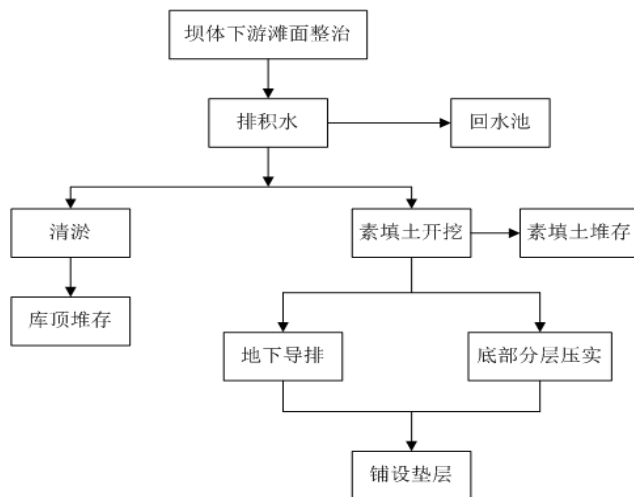 坝体下游滩面整治
排积水
回水池
清淤
素填土开挖
素填土堆存
库顶堆存
地下导排
底部分层压实
铺设垫层